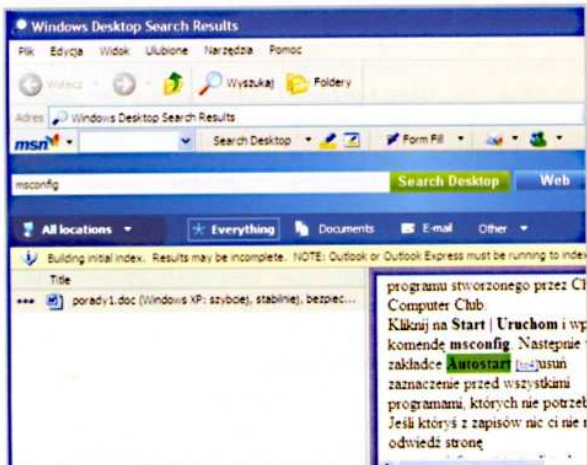 Windows Desktop Search Results
Plik Edycja Widok Ulubione Narzędzia Pomoc
Wstecz Wyszukaj Foldery
Adres Windows Desktop Search Results
msn Search Desktop Form Fill
msconfig Search Desktop Web
All locations Everything Documents E-mail Other
Building initial index. Results may be incomplete. NOTE: Outlook or Outlook Express must be running to index
Title
porady1.doc (Windows XP: szybciej, stabilniej, bezpiec...
programu stworzonego przez
Computer Club.
Kliknij na Start | Uruchom i
komendę msconfig. Następnie
zakładce Autostart usuń
zaznaczenie przed wszystkimi
programami, których nie
Jeśli któryś z zapisów nic ci nie
odwiedź stronę